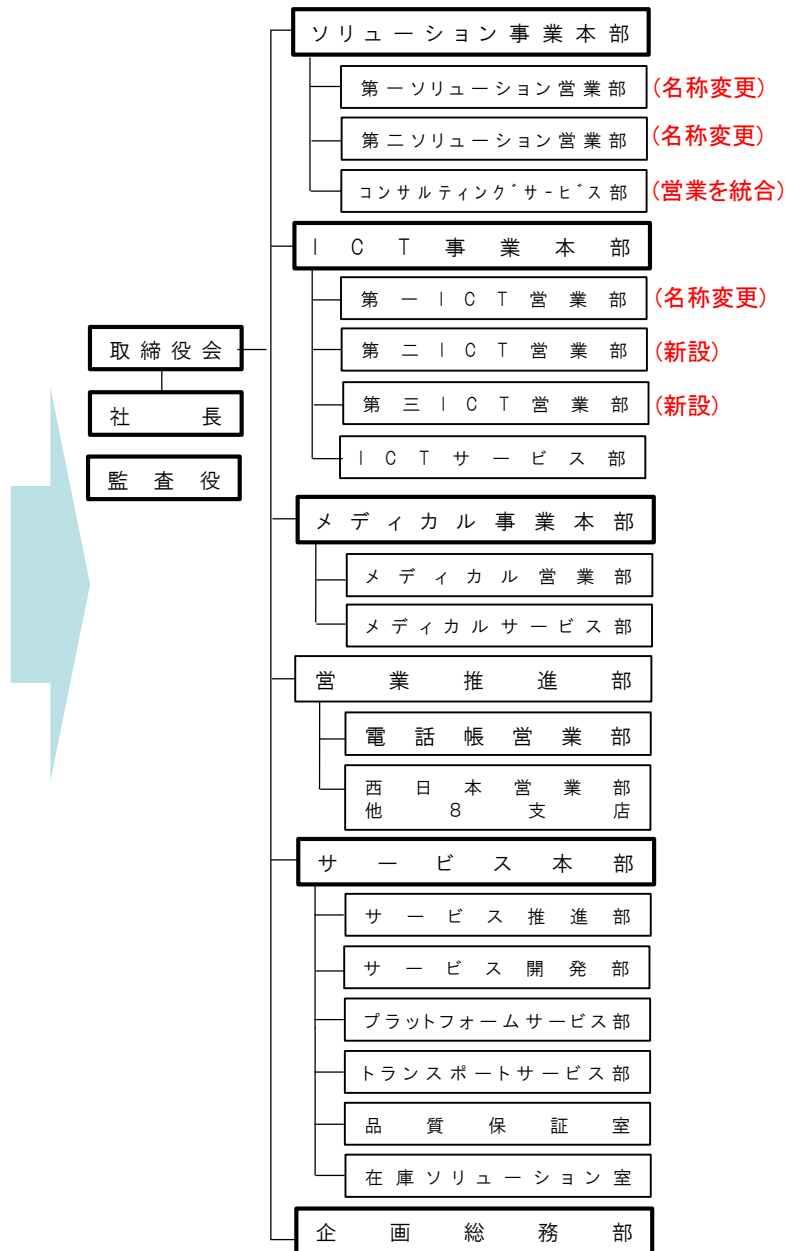 ソリューション事業本部
第一ソリューション営業部 (名称変更)
第二ソリューション営業部 (名称変更)
コンサルティング゙サービ゙ス部 (営業を統合)
ICT事業本部
第一ICT営業部 (名称変更)
取締役会
第二ICT営業部 (新設)
社長
第三ICT営業部 (新設)
監査役
ICTサービス部
メディカル事業本部
メディカル営業部
メディカルサービス部
営業推進部
電話帳営業部
西日本営業部
他8支店
サービス本部
サービス推進部
サービス開発部
プラットフォームサービス部
トランスポートサービス部
品質保証室
在庫ソリューション室
企画総務部